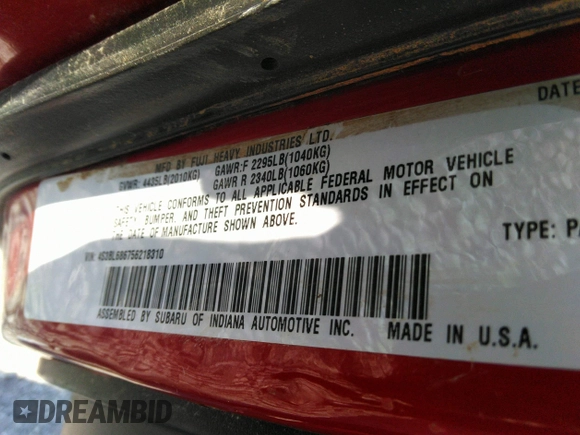 DATE
MFD BY FUJI HEAVY INDUSTRIES LTD.
GVWR: 4435LB(2010KG) GAWR:F 2295LB(1040KG)
GAWR R 2340LB(1060KG)
THIS VEHICLE CONFORMS TO ALL APPLICABLE FEDERAL MOTOR VEHICLE
SAFETY, BUMPER, AND THEFT PREVENTION STANDARDS IN EFFECT ON
THE DATE OF MANUFACTURE SHOWN ABOVE.
VIN: 4S3BL686756218310
TYPE: PA
ASSEMBLED BY SUBARU OF INDIANA AUTOMOTIVE INC. MADE IN U.S.A.
DREAMBID